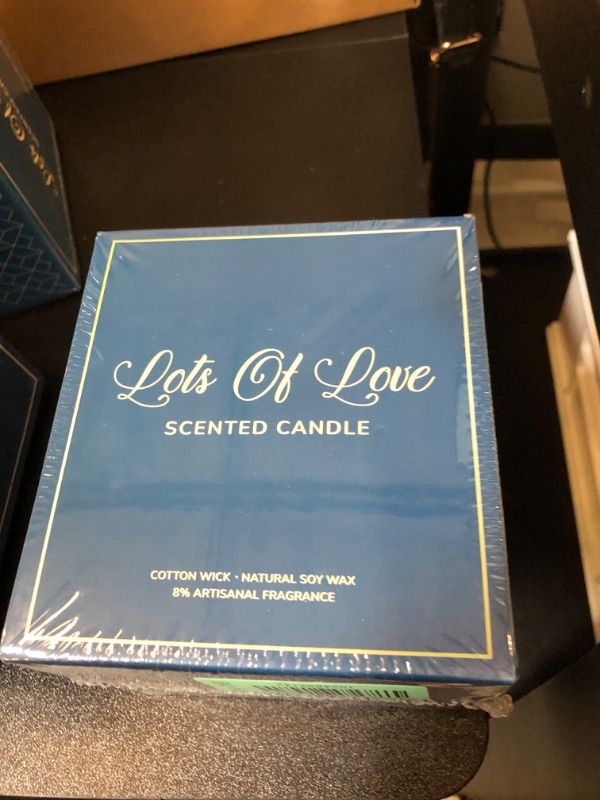 Lots Of Love
SCENTED CANDLE
COTTON WICK · NATURAL SOY WAX
8% ARTISANAL FRAGRANCE